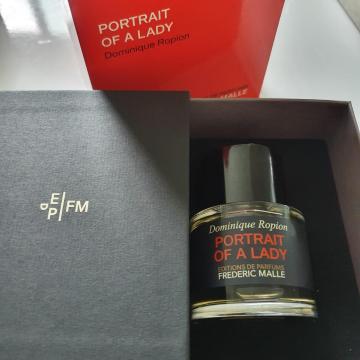 PORTRAIT
OF A LADY
Dominique Ropion
MALLE
EP|FM
Dominique Ropion
PORTRAIT
OF A LADY
EDITIONS DE PARFUMS
FREDERIC MALLE